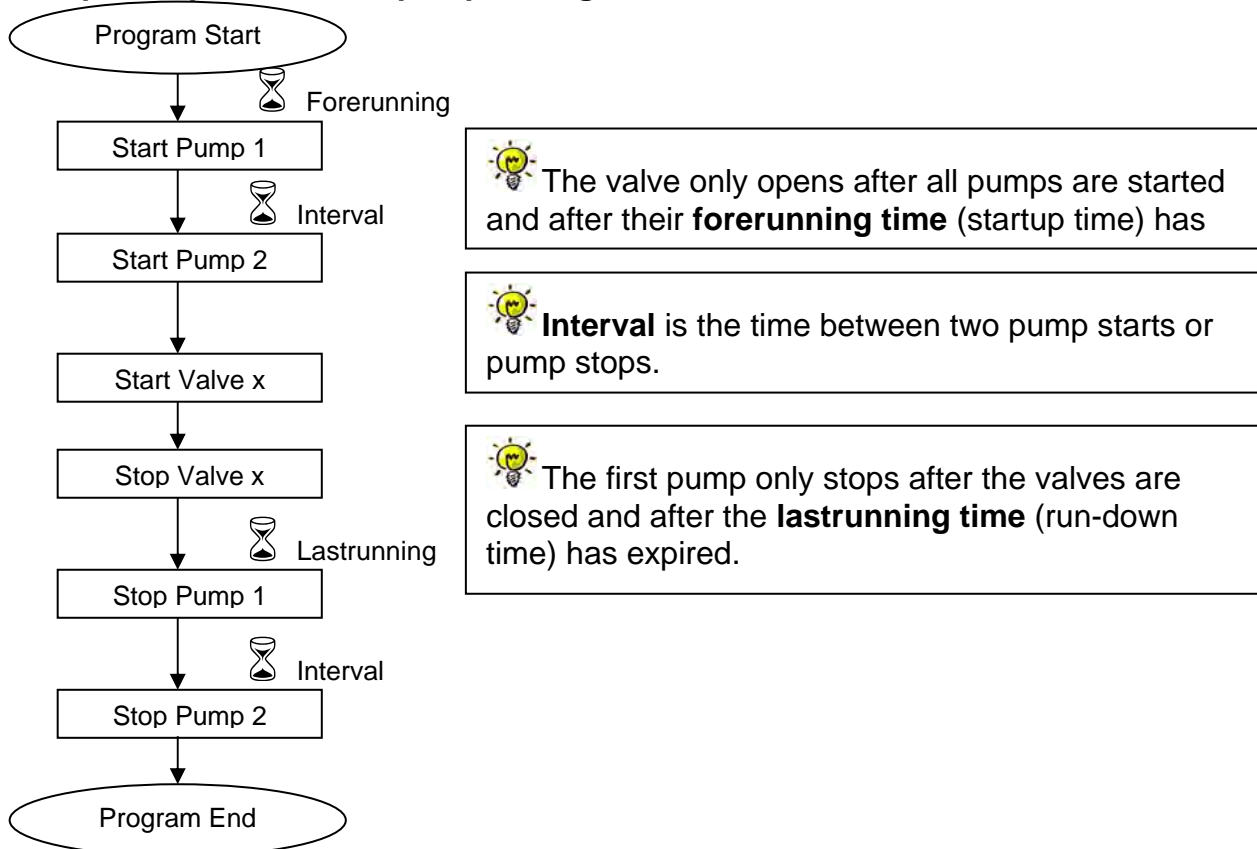 Program Start
Forerunning
Start Pump 1
Interval
Start Pump 2
Start Valve x
Stop Valve x
Lastrunning
Stop Pump 1
Interval
Stop Pump 2
Program End
The valve only opens after all pumps are started
and after their forerunning time (startup time) has
Interval is the time between two pump starts or
pump stops.
The first pump only stops after the valves are
closed and after the lastrunning time (run-down
time) has expired.